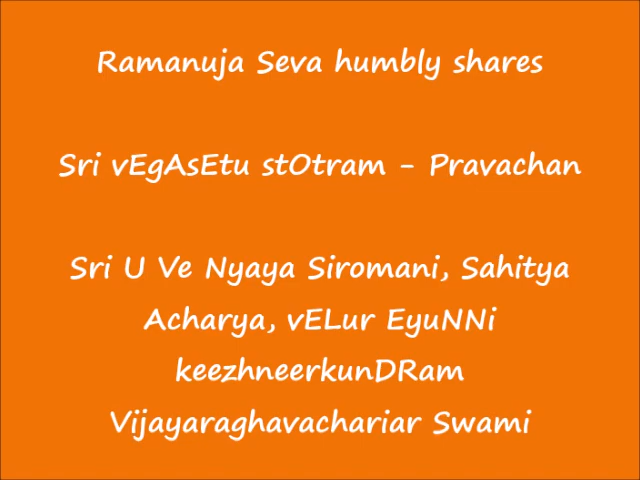 Ramanuja Seva humbly shares
Sri vEgAsEtu stOtram - Pravachan
Sri U Ve Nyaya Siromani, Sahitya
Acharya, vELur EyuNNi
keezhneerkunDRam
Vijayaraghavachariar Swami